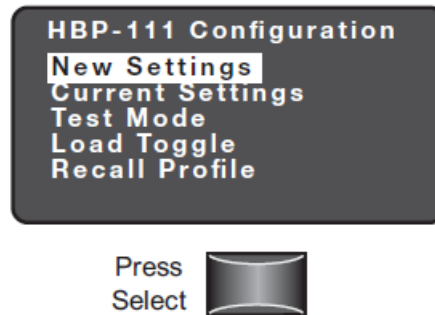 HBP-111 Configuration
New Settings
Current Settings
Test Mode
Load Toggle
Recall Profile
Press
Select